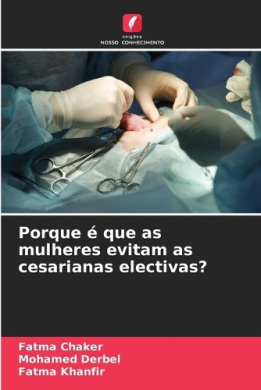 edições
NOSSO CONHECIMENTO
Porque é que as
mulheres evitam as
cesarianas electivas?
Fatma Chaker
Mohamed Derbel
Fatma Khanfir